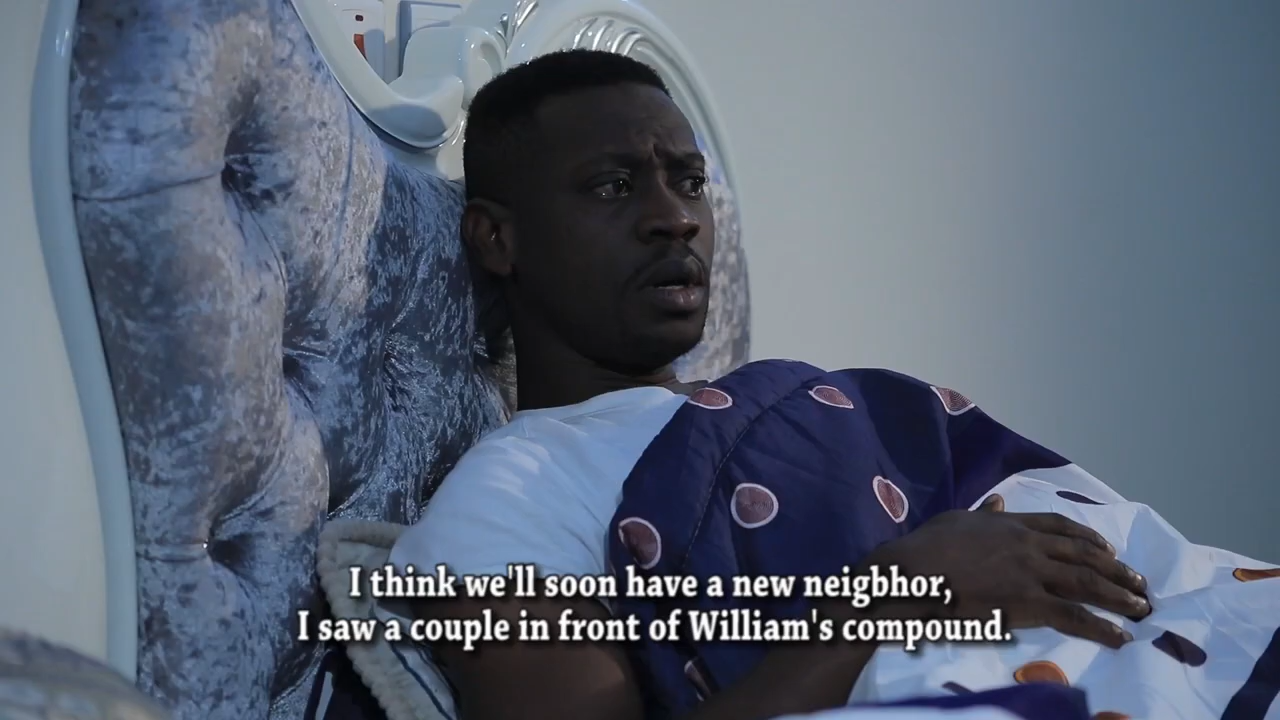 I think we'll soon have a new neigbhor,
I saw a couple in front of William's compound.